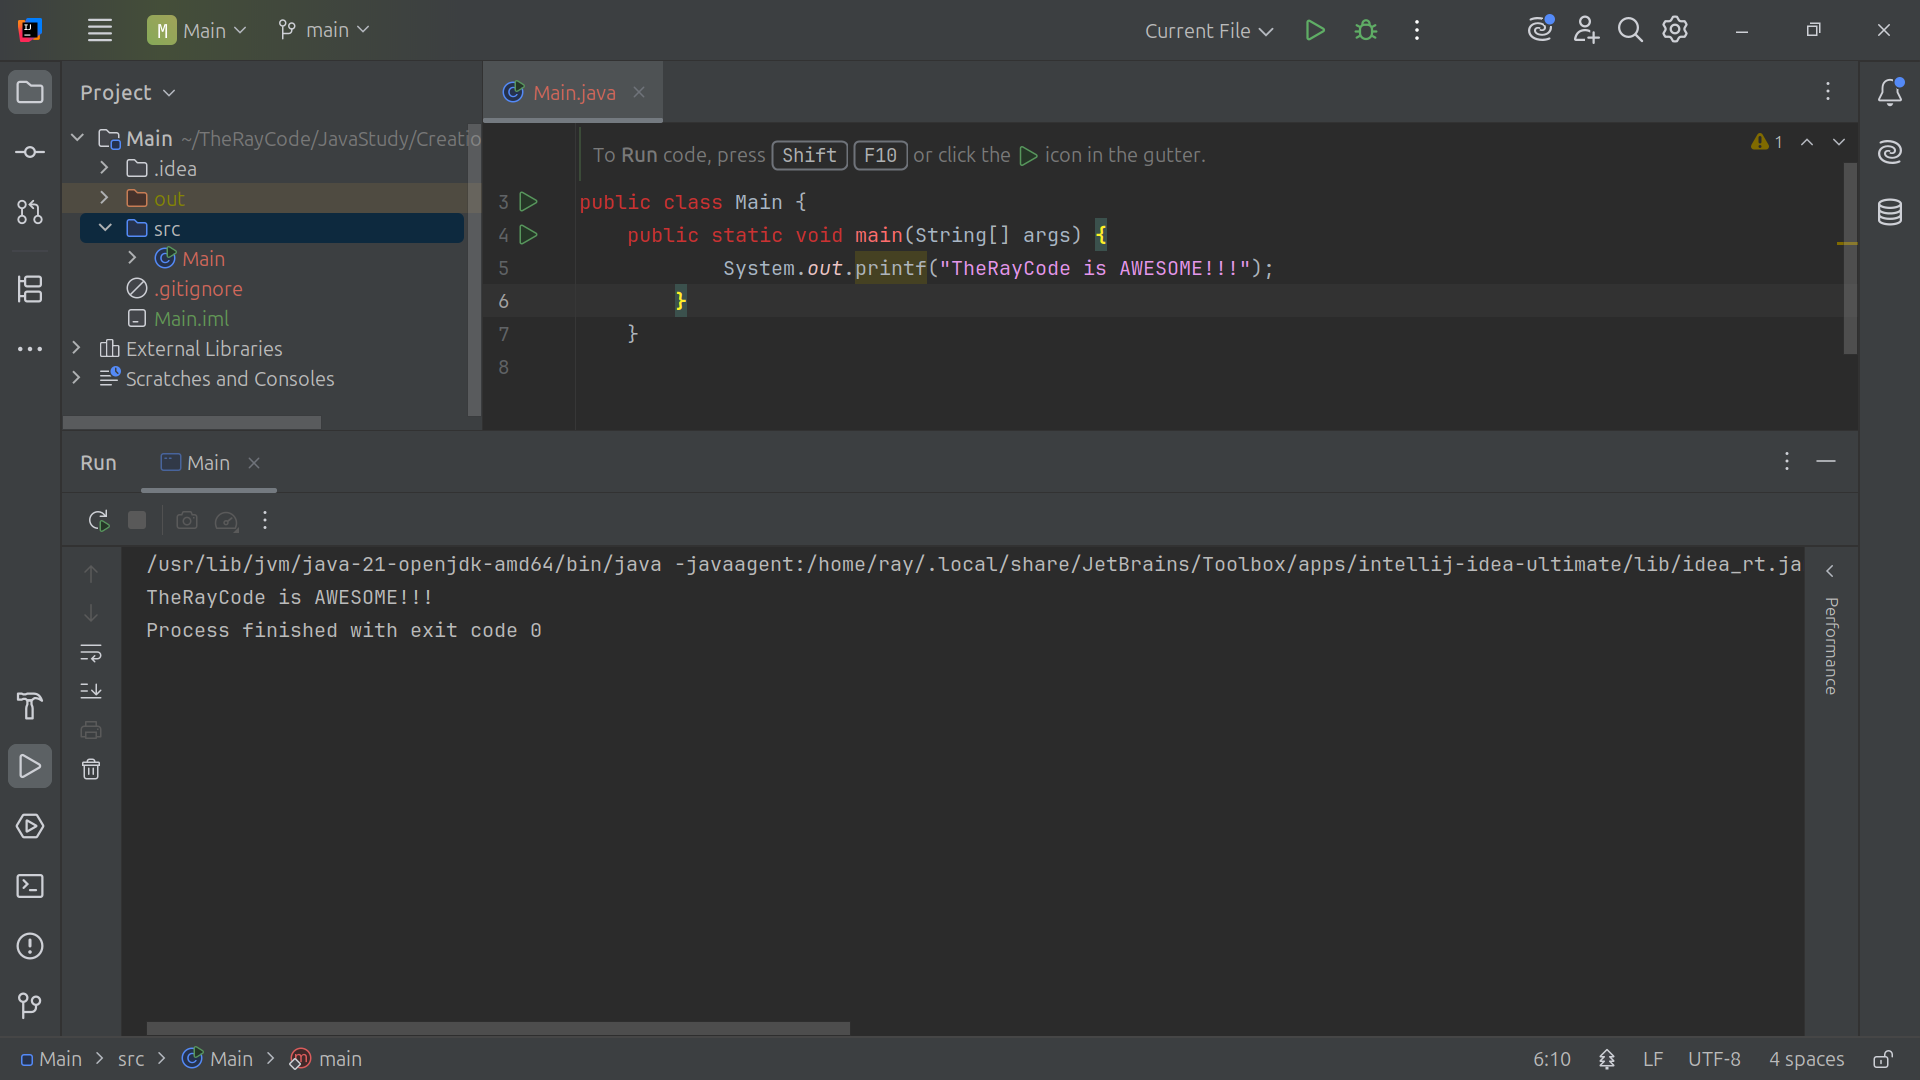 M Main main Current File
Project Main.java
Main ~/TheRayCode/JavaStudy/Creatio
.idea
out
src
Main
.gitignore
Main.iml
External Libraries
Scratches and Consoles
To Run code, press Shift F10 or click the icon in the gutter. 1
3 public class Main {
4 public static void main(String[] args) {
5 System.out.printf("TheRayCode is AWESOME!!!");
6 }
7 }
8
Run Main
/usr/lib/jvm/java-21-openjdk-amd64/bin/java -javaagent:/home/ray/.local/share/JetBrains/Toolbox/apps/intellij-idea-ultimate/lib/idea_rt.ja
TheRayCode is AWESOME!!!
Process finished with exit code 0
Performance
Main src Main main 6:10 LF UTF-8 4 spaces